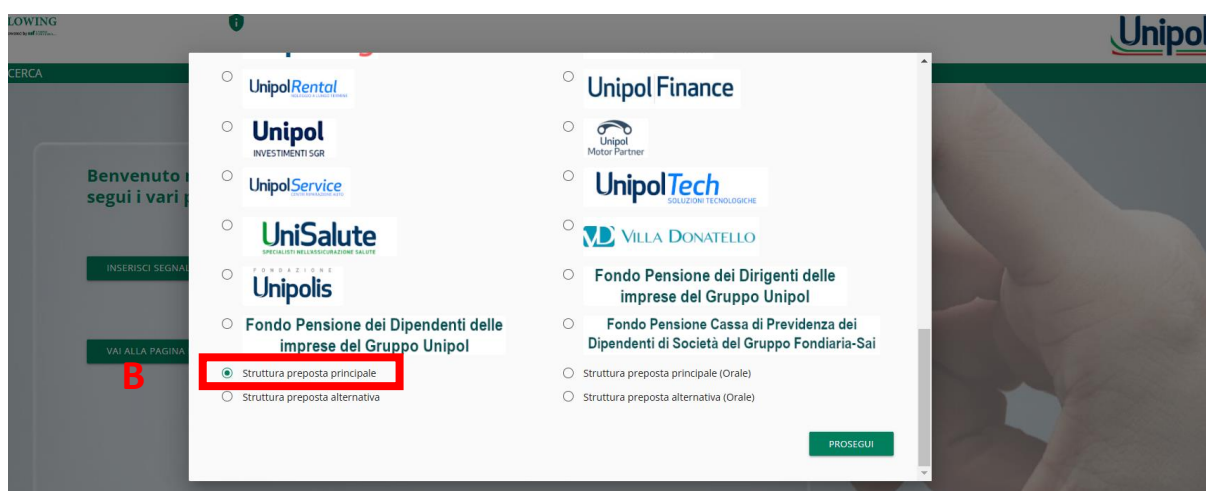 LOWING
Unipol
CERCA
UnipolRental
Unipol Finance
Unipol
INVESTIMENTI SGR
Unipol
Motor Partner
Benvenuto
segui i vari p
UnipolService
UnipolTech
SOLUZIONI TECNOLOGICHE
UniSalute
SPECIALISTI NELL'ASSICURAZIONE SALUTE
VD VILLA DONATELLO
INSERISCI SEGNAL
FONDAZIONE
Unipolis
Fondo Pensione dei Dirigenti delle
imprese del Gruppo Unipol
Fondo Pensione dei Dipendenti delle
imprese del Gruppo Unipol
Fondo Pensione Cassa di Previdenza dei
Dipendenti di Società del Gruppo Fondiaria-Sai
VAI ALLA PAGINA
B
Struttura preposta principale
Struttura preposta principale (Orale)
Struttura preposta alternativa
Struttura preposta alternativa (Orale)
PROSEGUI